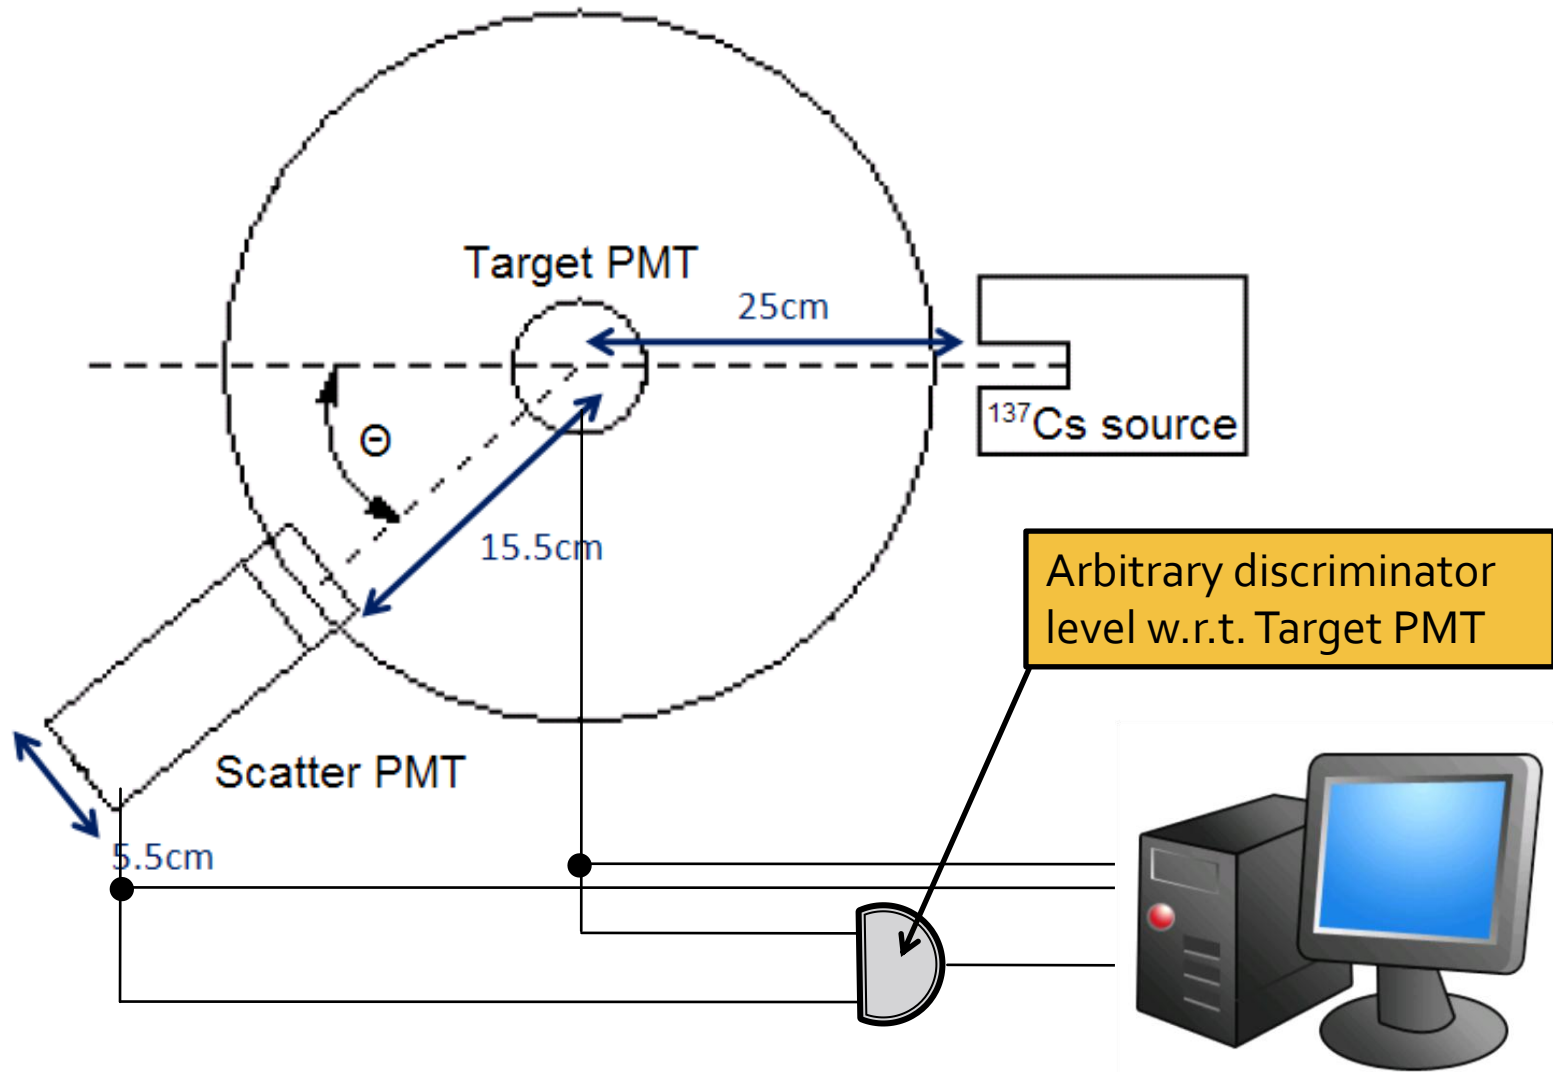 Target PMT
25cm
¹³⁷Cs source
Θ
15.5cm
Arbitrary discriminator
level w.r.t. Target PMT
Scatter PMT
5.5cm